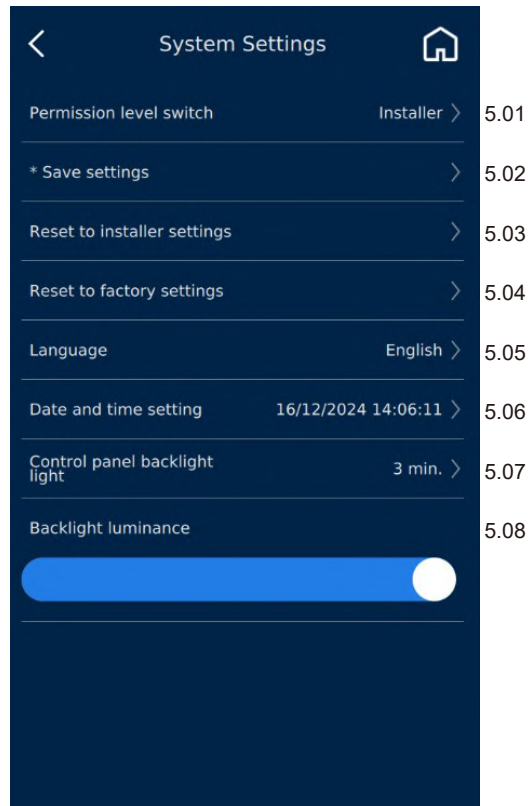 System Settings
Permission level switch Installer 5.01
* Save settings 5.02
Reset to installer settings 5.03
Reset to factory settings 5.04
Language English 5.05
Date and time setting 16/12/2024 14:06:11 5.06
Control panel backlight
light 3 min. 5.07
Backlight luminance 5.08